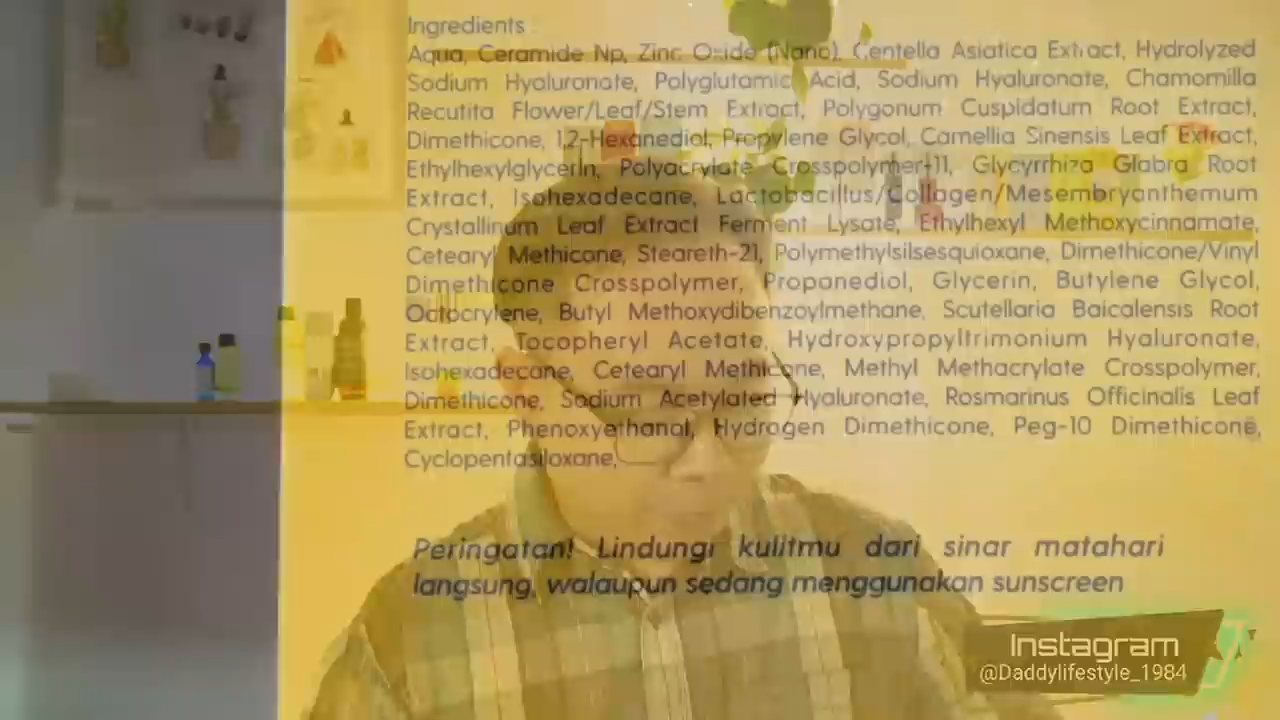 Ingredients :
Aqua, Ceramide Np, Zinc Oxide (Nano), Centella Asiatica Extract, Hydrolyzed
Sodium Hyaluronate, Polyglutamic Acid, Sodium Hyaluronate, Chamomilla
Recutita Flower/Leaf/Stem Extract, Polygonum Cuspidatum Root Extract,
Dimethicone, 1,2-Hexanediol, Propylene Glycol, Camellia Sinensis Leaf Extract,
Ethylhexylglycerin, Polyacrylate Crosspolymer-11, Glycyrrhiza Glabra Root
Extract, Isohexadecane, Lactobacillus/Collagen/Mesembryanthemum
Crystallinum Leaf Extract Ferment Lysate, Ethylhexyl Methoxycinnamate,
Cetearyl Methicone, Steareth-21, Polymethylsilsesquioxane, Dimethicone/Vinyl
Dimethicone Crosspolymer, Propanediol, Glycerin, Butylene Glycol,
Octocrylene, Butyl Methoxydibenzoylmethane, Scutellaria Baicalensis Root
Extract, Tocopheryl Acetate, Hydroxypropyltrimonium Hyaluronate,
Isohexadecane, Cetearyl Methicone, Methyl Methacrylate Crosspolymer,
Dimethicone, Sodium Acetylated Hyaluronate, Rosmarinus Officinalis Leaf
Extract, Phenoxyethanol, Hydrogen Dimethicone, Peg-10 Dimethicone,
Cyclopentasiloxane,
Peringatan! Lindungi kulitmu dari sinar matahari
langsung, walaupun sedang menggunakan sunscreen
Instagram
@Daddylifestyle_1984